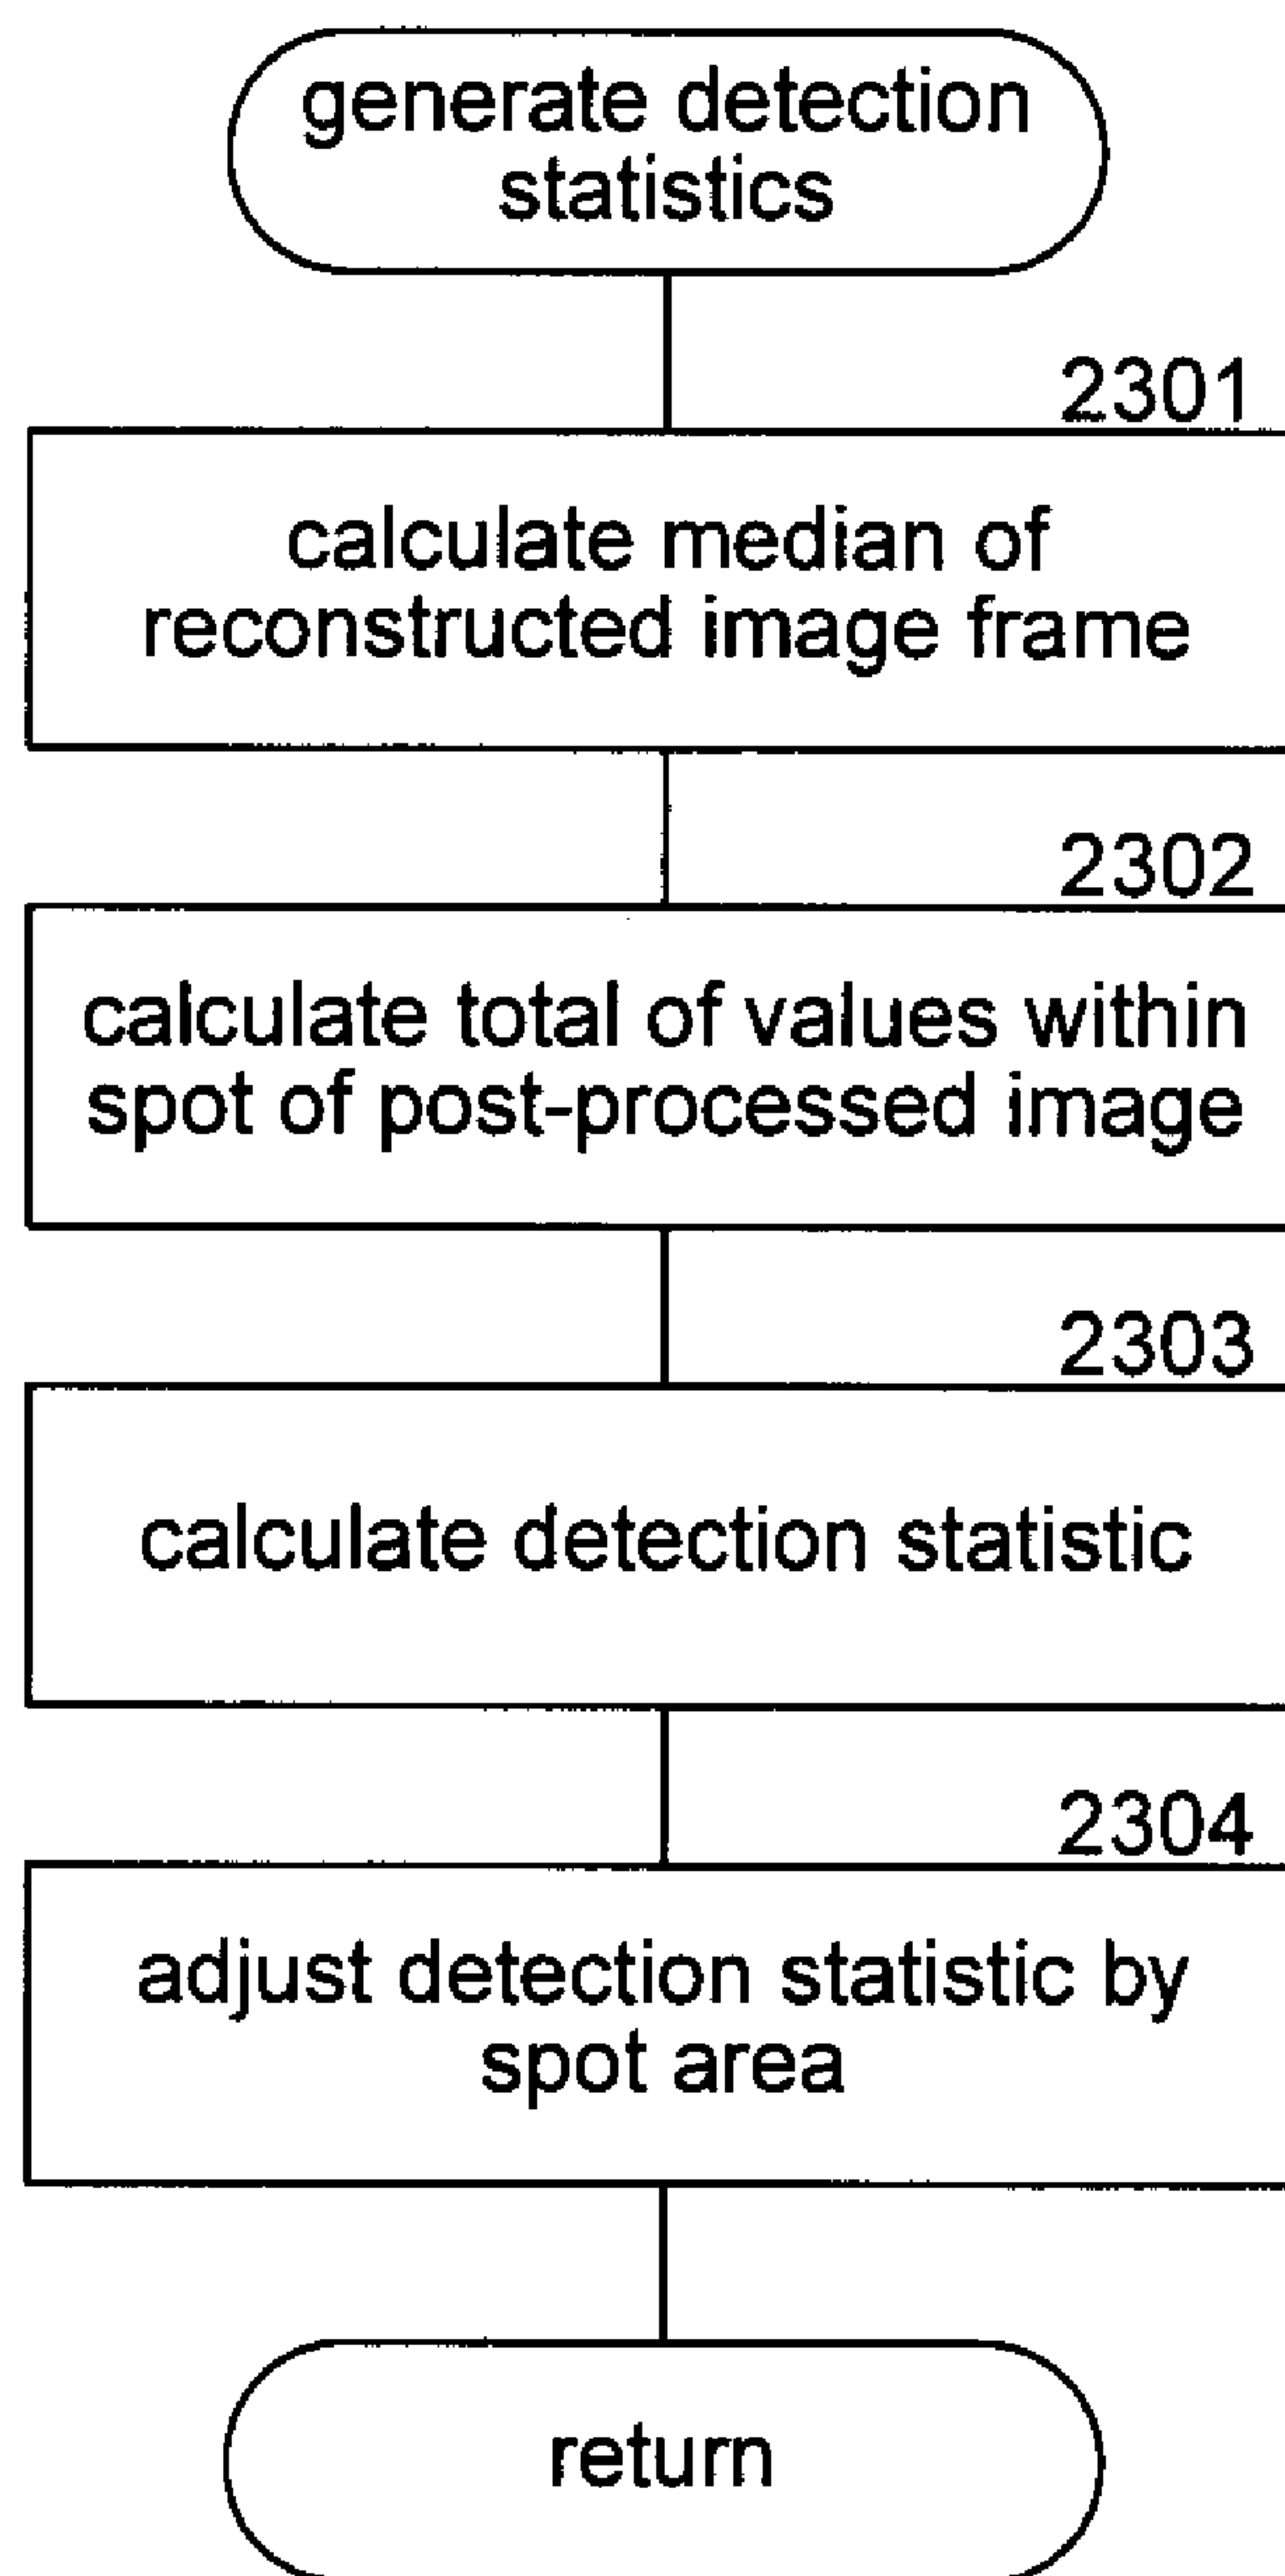 generate detection
statistics
2301
calculate median of
reconstructed image frame
2302
calculate total of values within
spot of post-processed image
2303
calculate detection statistic
2304
adjust detection statistic by
spot area
return